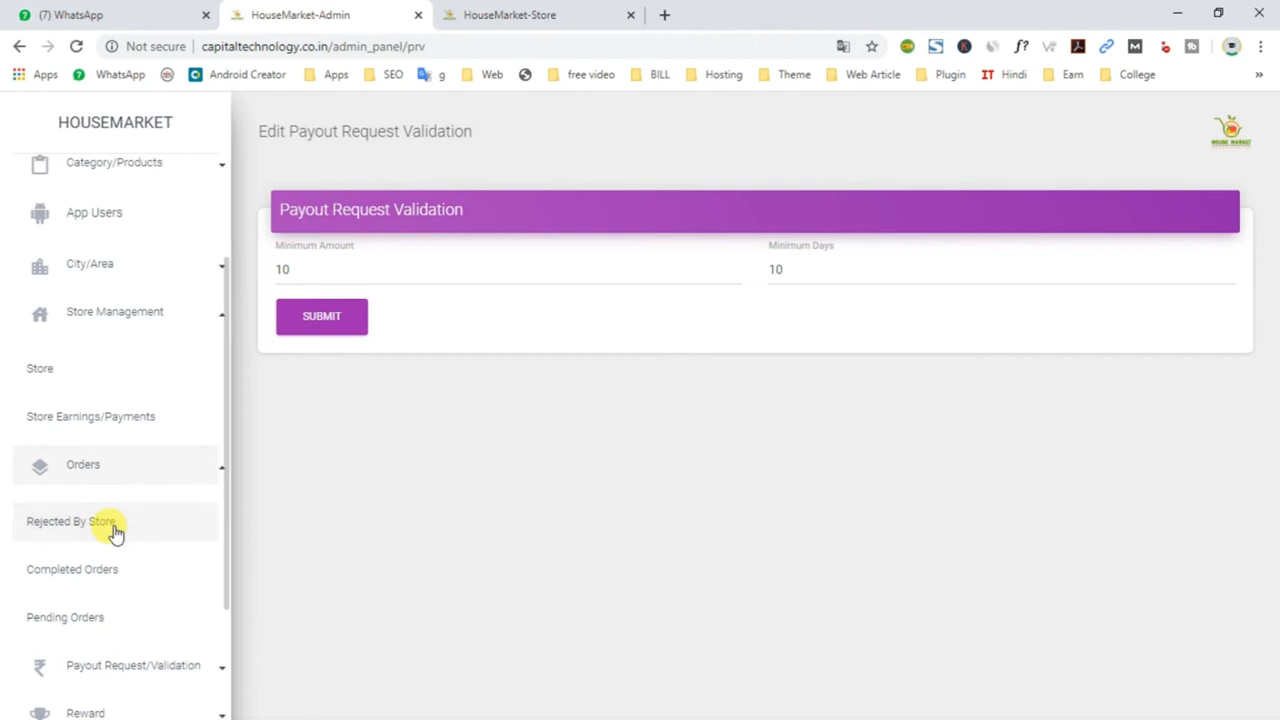 (7) WhatsApp
HouseMarket-Admin
HouseMarket-Store
Not secure
capitaltechnology.co.in/admin_panel/prv
Apps
WhatsApp
Android Creator
Apps
SEO
g
Web
free video
BILL
Hosting
Theme
Web Article
Plugin
IT Hindi
Earn
College
HOUSEMARKET
Category/Products
App Users
City/Area
Store Management
Store
Store Earnings/Payments
Orders
Rejected By Store
Completed Orders
Pending Orders
Payout Request/Validation
Reward
Edit Payout Request Validation
HOUSE MARKET
Payout Request Validation
Minimum Amount
Minimum Days
10
10
SUBMIT